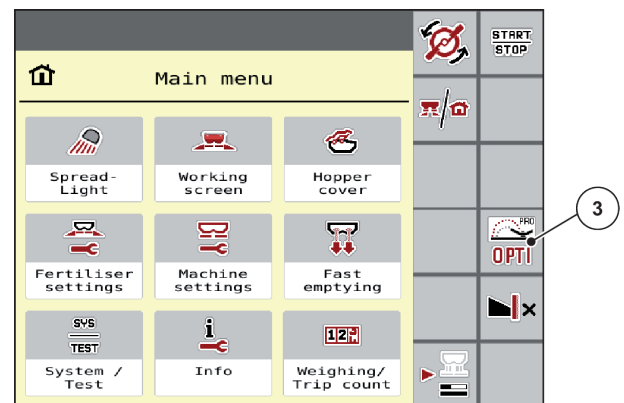 START
STOP
Main menu
Spread-
Light
Working
screen
Hopper
cover
3
PRO
OPTI
Fertiliser
settings
Machine
settings
Fast
emptying
SYS
TEST
System /
Test
i
Info
123
Weighing/
Trip count